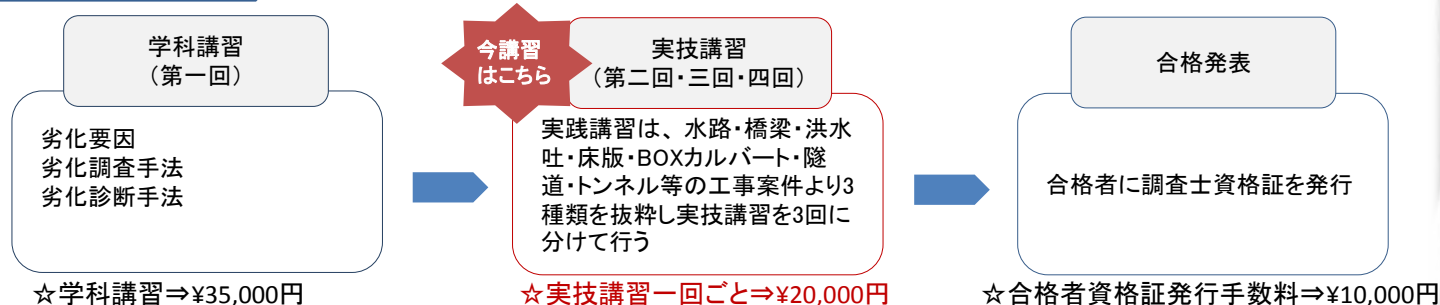 学科講習
（第一回）
劣化要因
劣化調査手法
劣化診断手法
☆学科講習⇒¥35,000円
今講習
はこちら
実技講習
（第二回・三回・四回）
実践講習は、水路・橋梁・洪水
吐・床版・BOXカルバート・隧
道・トンネル等の工事案件より3
種類を抜粋し実技講習を3回に
分けて行う
☆実技講習一回ごと⇒¥20,000円
合格発表
合格者に調査士資格証を発行
☆合格者資格証発行手数料⇒¥10,000円